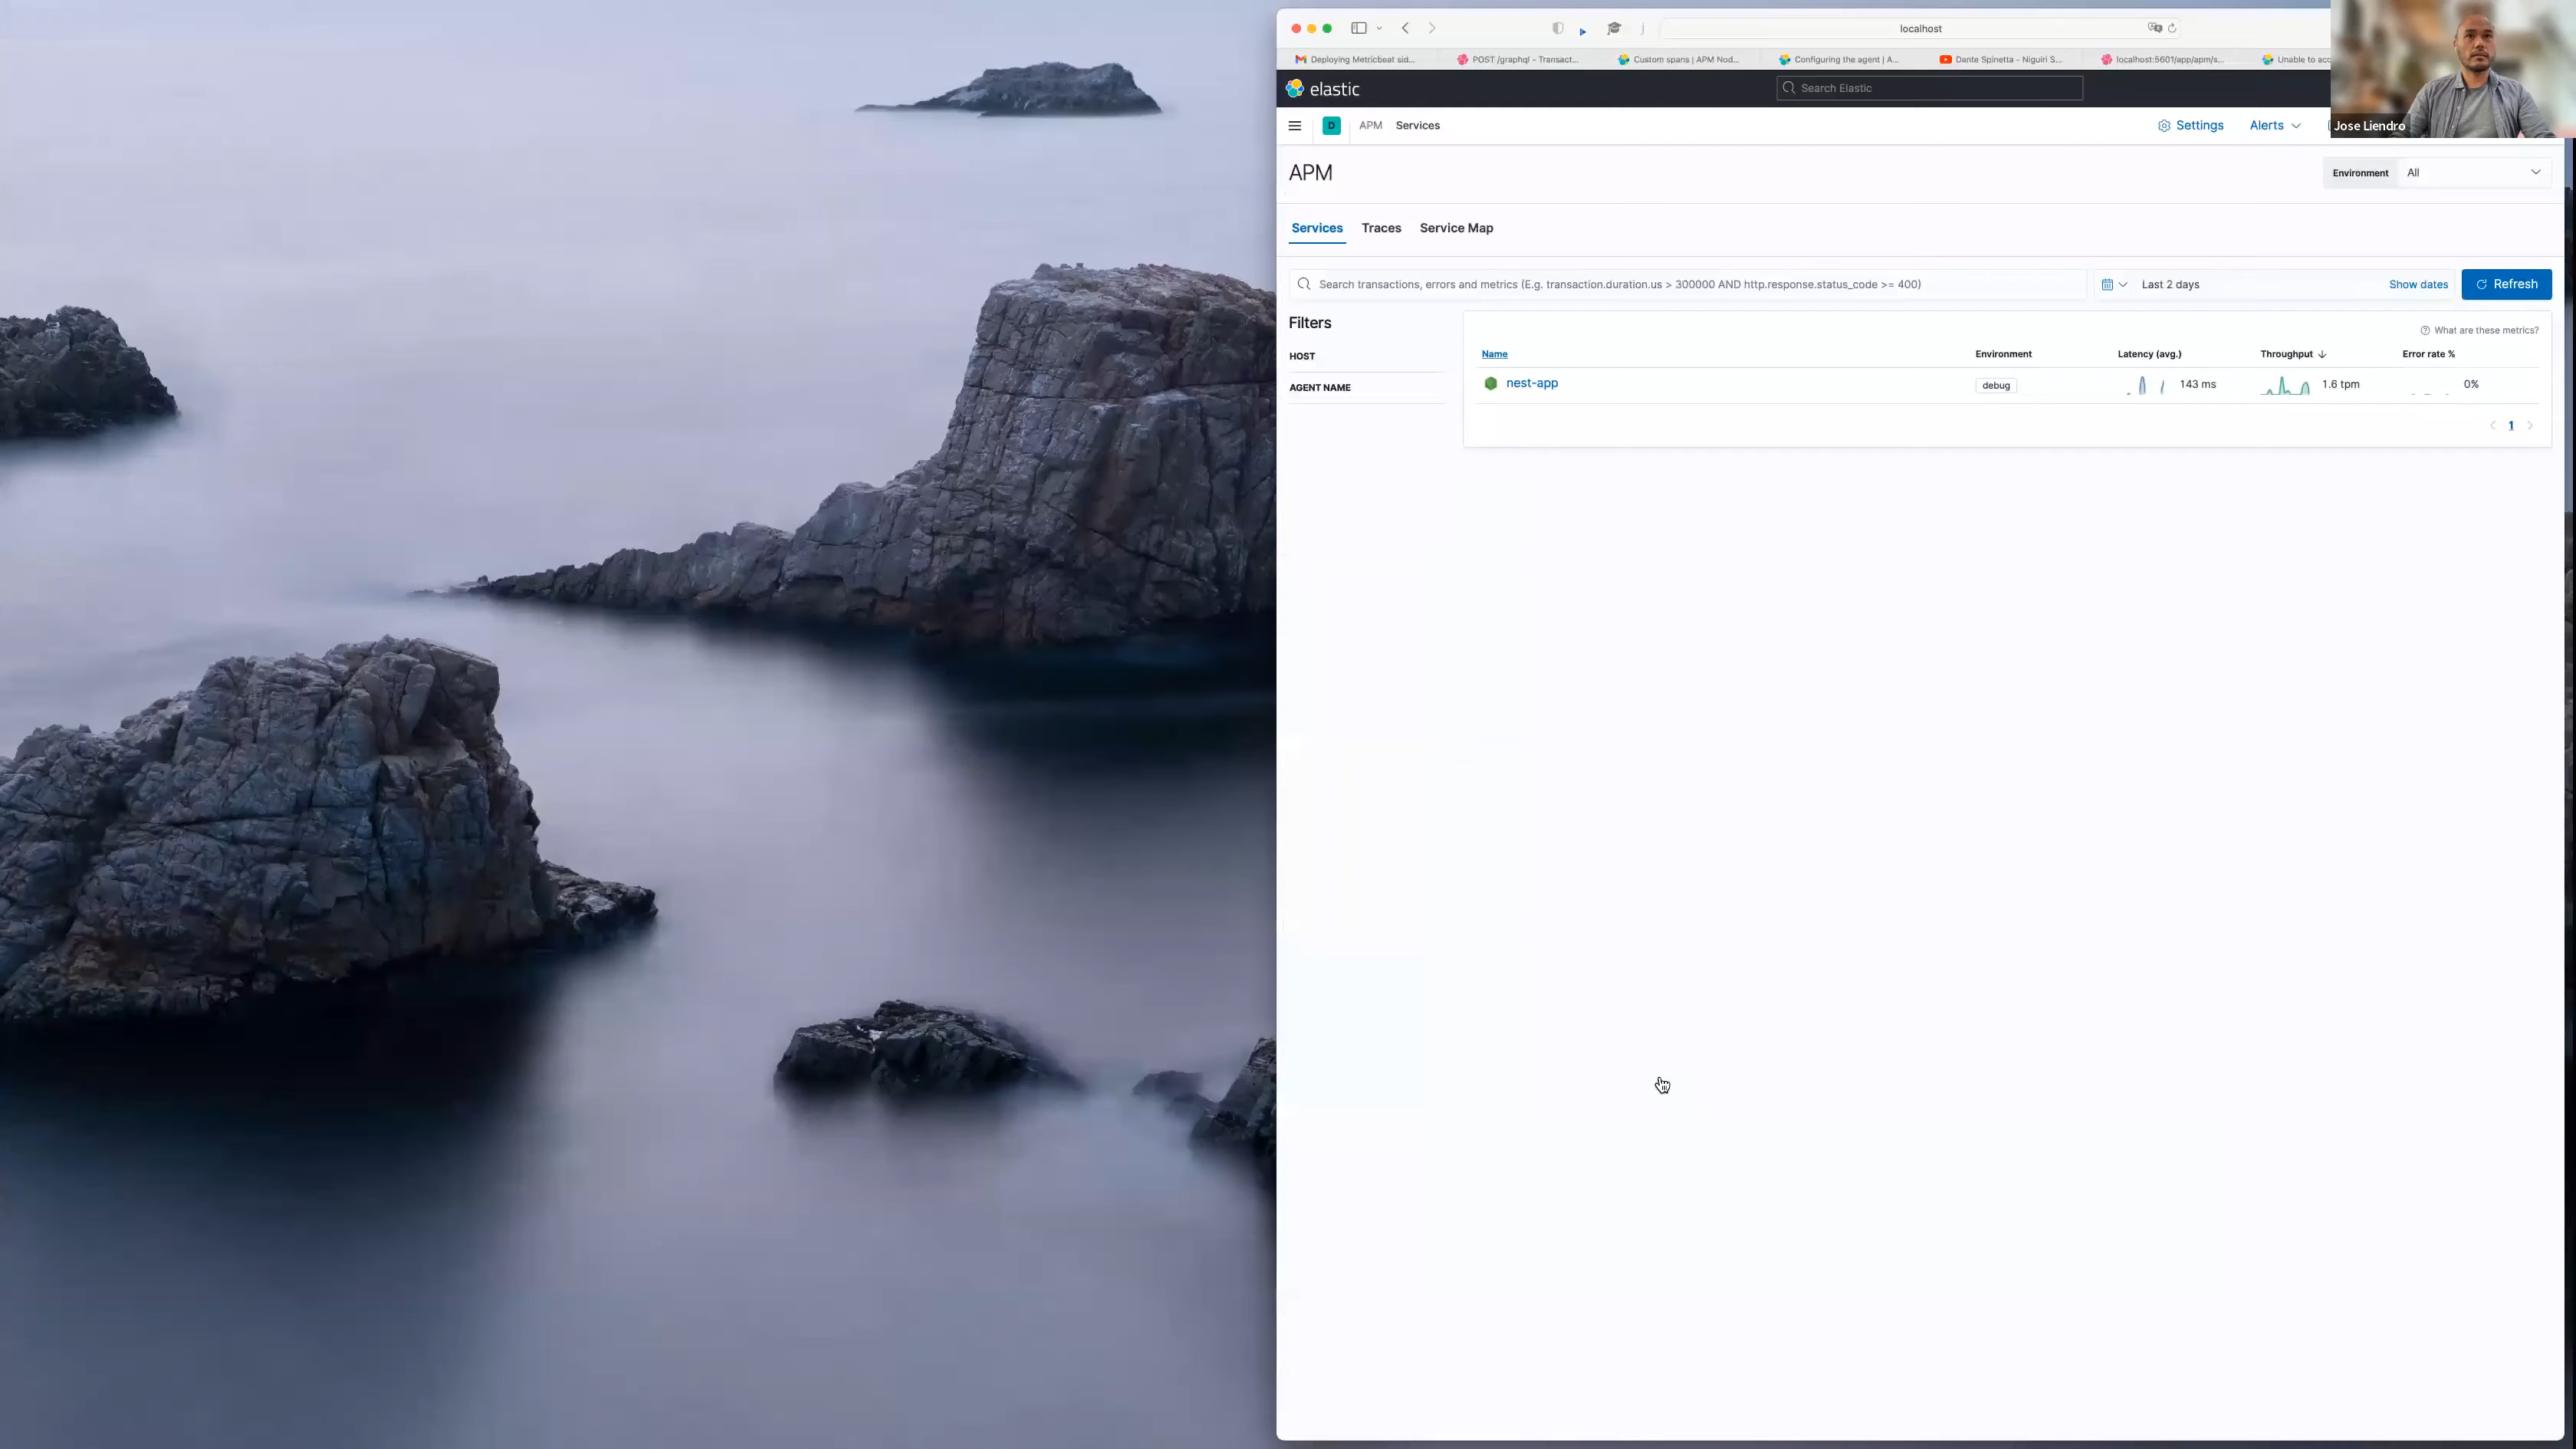 localhost
Deploying Metricbeat sid...
POST /graphql - Transact...
Custom spans | APM Nod...
Configuring the agent | A...
Dante Spinetta - Niguiri S...
localhost:5601/app/apm/s...
Unable to acc
elastic
Search Elastic
D
APM
Services
Settings
Alerts
Jose Liendro
APM
Environment
All
Services
Traces
Service Map
Search transactions, errors and metrics (E.g. transaction.duration.us > 300000 AND http.response.status_code >= 400)
Last 2 days
Show dates
Refresh
Filters
What are these metrics?
HOST
AGENT NAME
Name
Environment
Latency (avg.)
Throughput
Error rate %
nest-app
debug
143 ms
1.6 tpm
0%
1